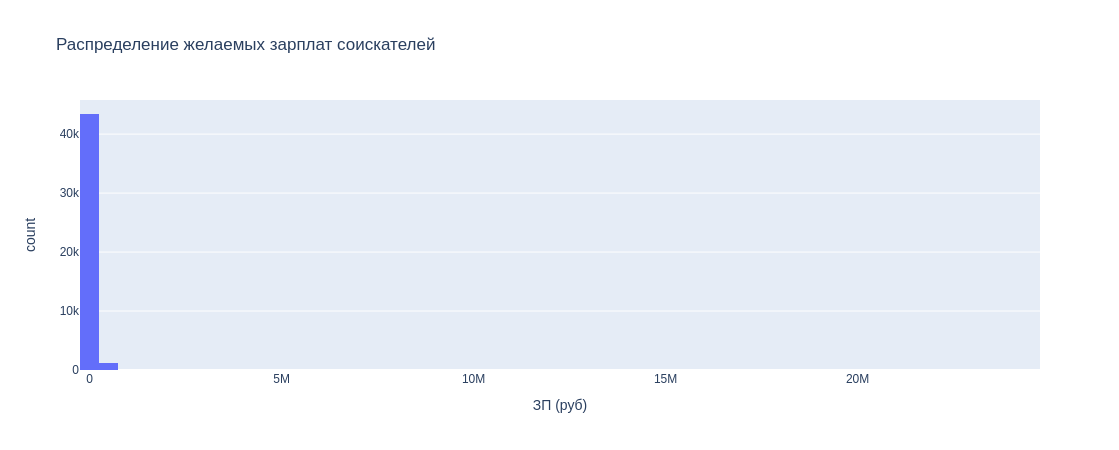 Распределение желаемых зарплат соискателей
40k
30k
20k
10k
0
count
0 5M 10M 15M 20M
ЗП (руб)